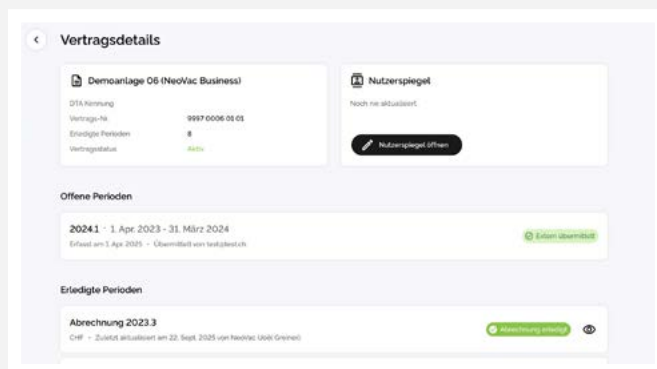 Vertragsdetails
Demoanlage 06 (NeoVac Business)
DTA Kennung
Vertrags-Nr.
9997 0006 01 01
Erledigte Perioden
8
Vertragsstatus
Aktiv
Nutzerspiegel
Noch nie aktualisiert.
Nutzerspiegel öffnen
Offene Perioden
2024.1 · 1. Apr. 2023 - 31. März 2024
Erfasst am 1. Apr. 2025 · Übermittelt von
Extern übermittelt
Erledigte Perioden
Abrechnung 2023.3
CHF · Zuletzt aktualisiert am 22. Sept. 2025 von NeoVac
Abrechnung erledigt